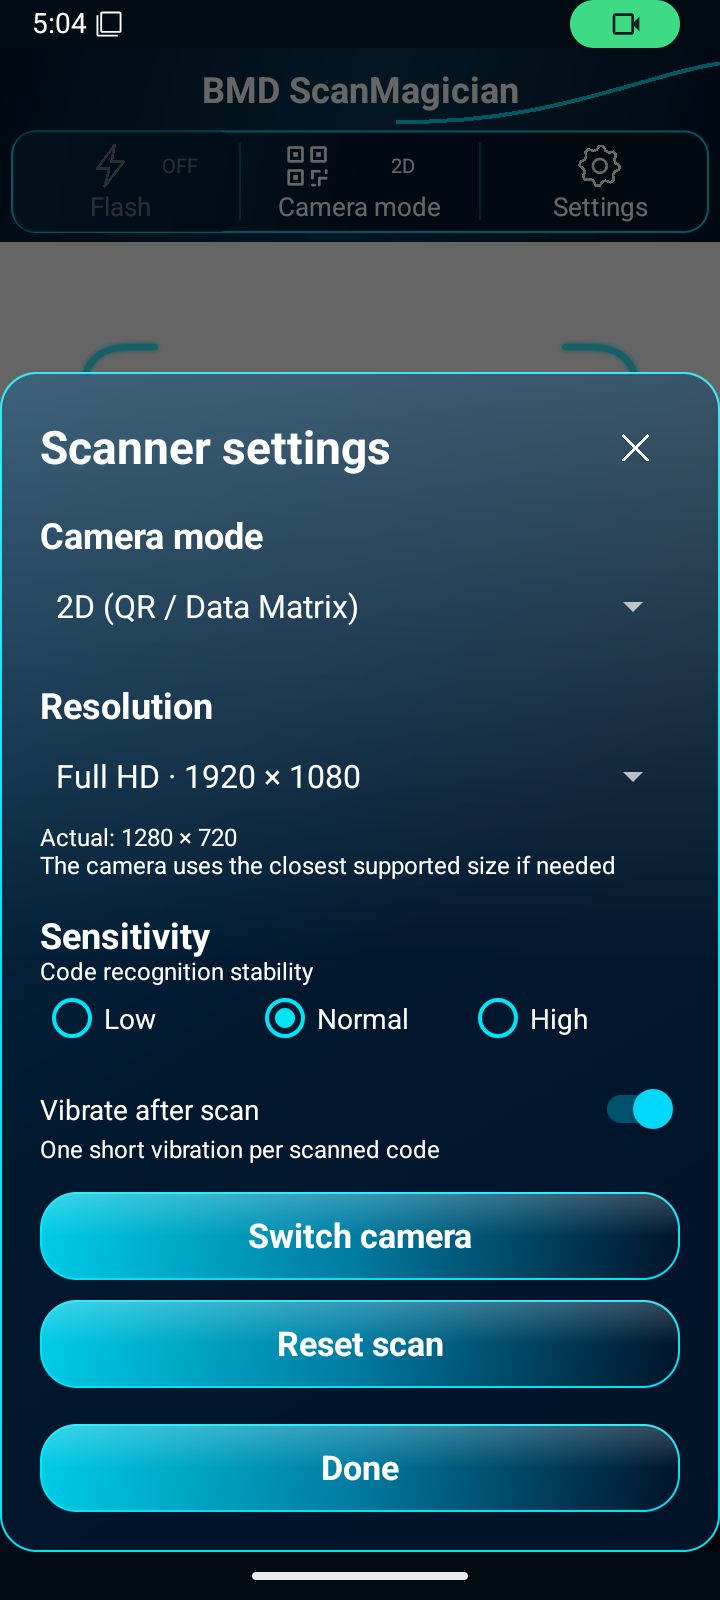 5:04
BMD ScanMagician
OFF
Flash
2D
Camera mode
Settings
Scanner settings
Camera mode
2D (QR / Data Matrix)
Resolution
Full HD · 1920 × 1080
Actual: 1280 × 720
The camera uses the closest supported size if needed
Sensitivity
Code recognition stability
Low Normal High
Vibrate after scan
One short vibration per scanned code
Switch camera
Reset scan
Done